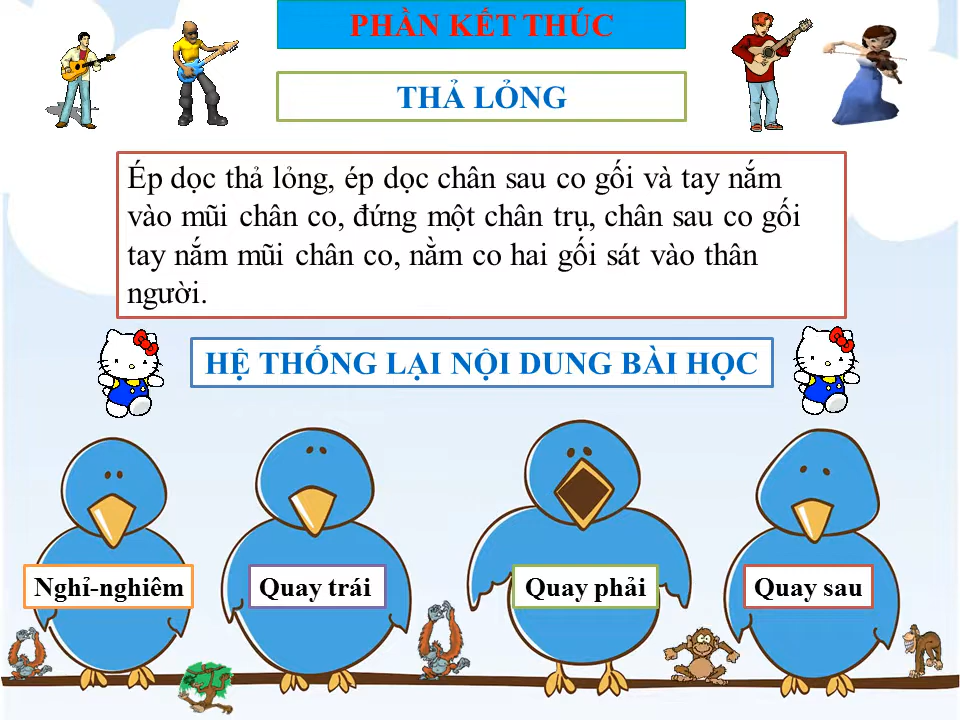 PHẦN KẾT THÚC
THẢ LỎNG
Ép dọc thả lỏng, ép dọc chân sau co gối và tay nắm
vào mũi chân co, đứng một chân trụ, chân sau co gối
tay nắm mũi chân co, nằm co hai gối sát vào thân
người.
HỆ THỐNG LẠI NỘI DUNG BÀI HỌC
Nghỉ-nghiêm
Quay trái
Quay phải
Quay sau